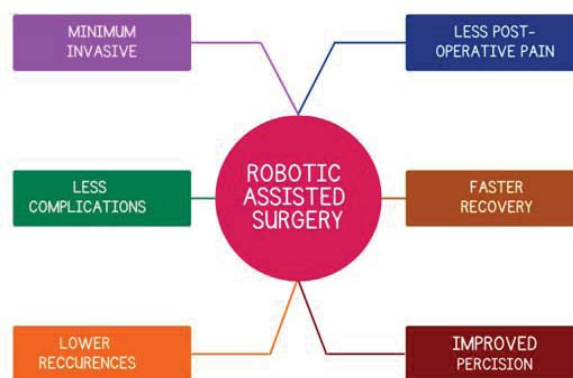 MINIMUM
INVASIVE
LESS POST-
OPERATIVE PAIN
LESS
COMPLICATIONS
ROBOTIC
ASSISTED
SURGERY
FASTER
RECOVERY
LOWER
RECCURENCES
IMPROVED
PERCISION